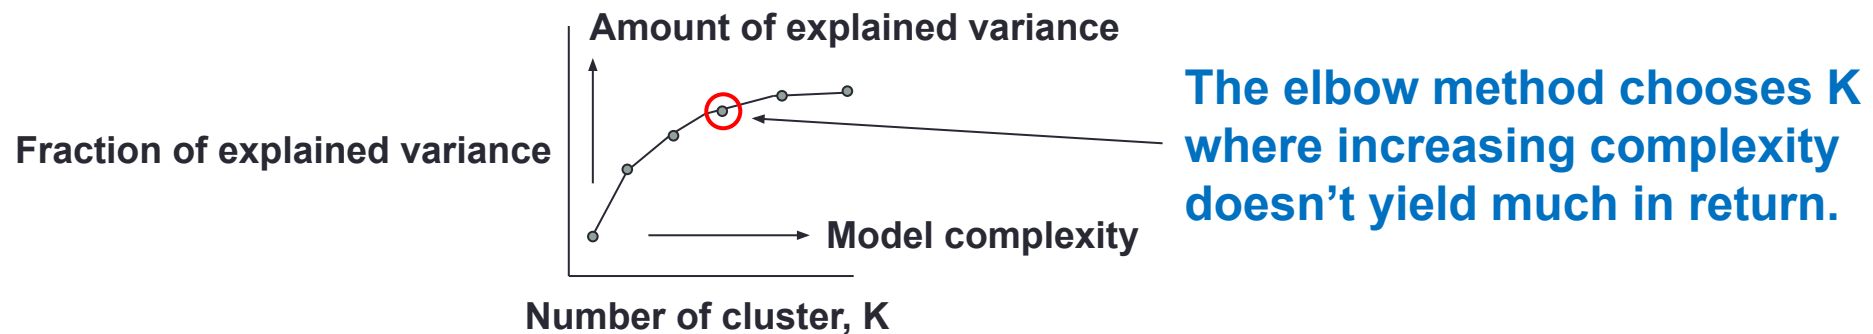 Amount of explained variance
Fraction of explained variance
Model complexity
Number of cluster, K
The elbow method chooses K
where increasing complexity
doesn’t yield much in return.